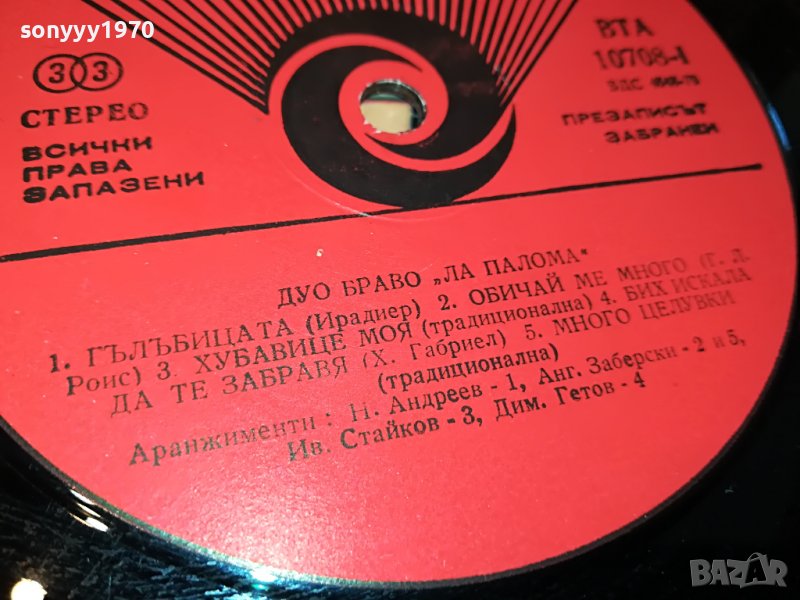 sonyyy1970
33
СТЕРЕО
ВСИЧКИ
ПРАВА
ЗАПАЗЕНИ
ВТА
10708-I
ПРЕЗАПИСЪТ
ЗАБРАНЕН
ДУО БРАВО „ЛА ПАЛОМА“
1. ГЪЛЪБИЦАТА (Ирадиер) 2. ОБИЧАЙ МЕ МНОГО (Г. Л.
Роис) 3. ХУБАВИЦЕ МОЯ (традиционална) 4. БИХ ИСКАЛА
ДА ТЕ ЗАБРАВЯ (Х. Габриел) 5. МНОГО ЦЕЛУВКИ
(традиционална)
Аранжименти : Н. Андреев - 1, Анг. Заберски - 2 и 5,
Ив. Стайков - 3, Дим. Гетов - 4
BAZAR